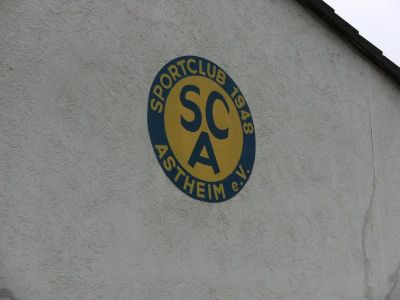 SPORTCLUB 1948
SC
A
ASTHEIM e.V.